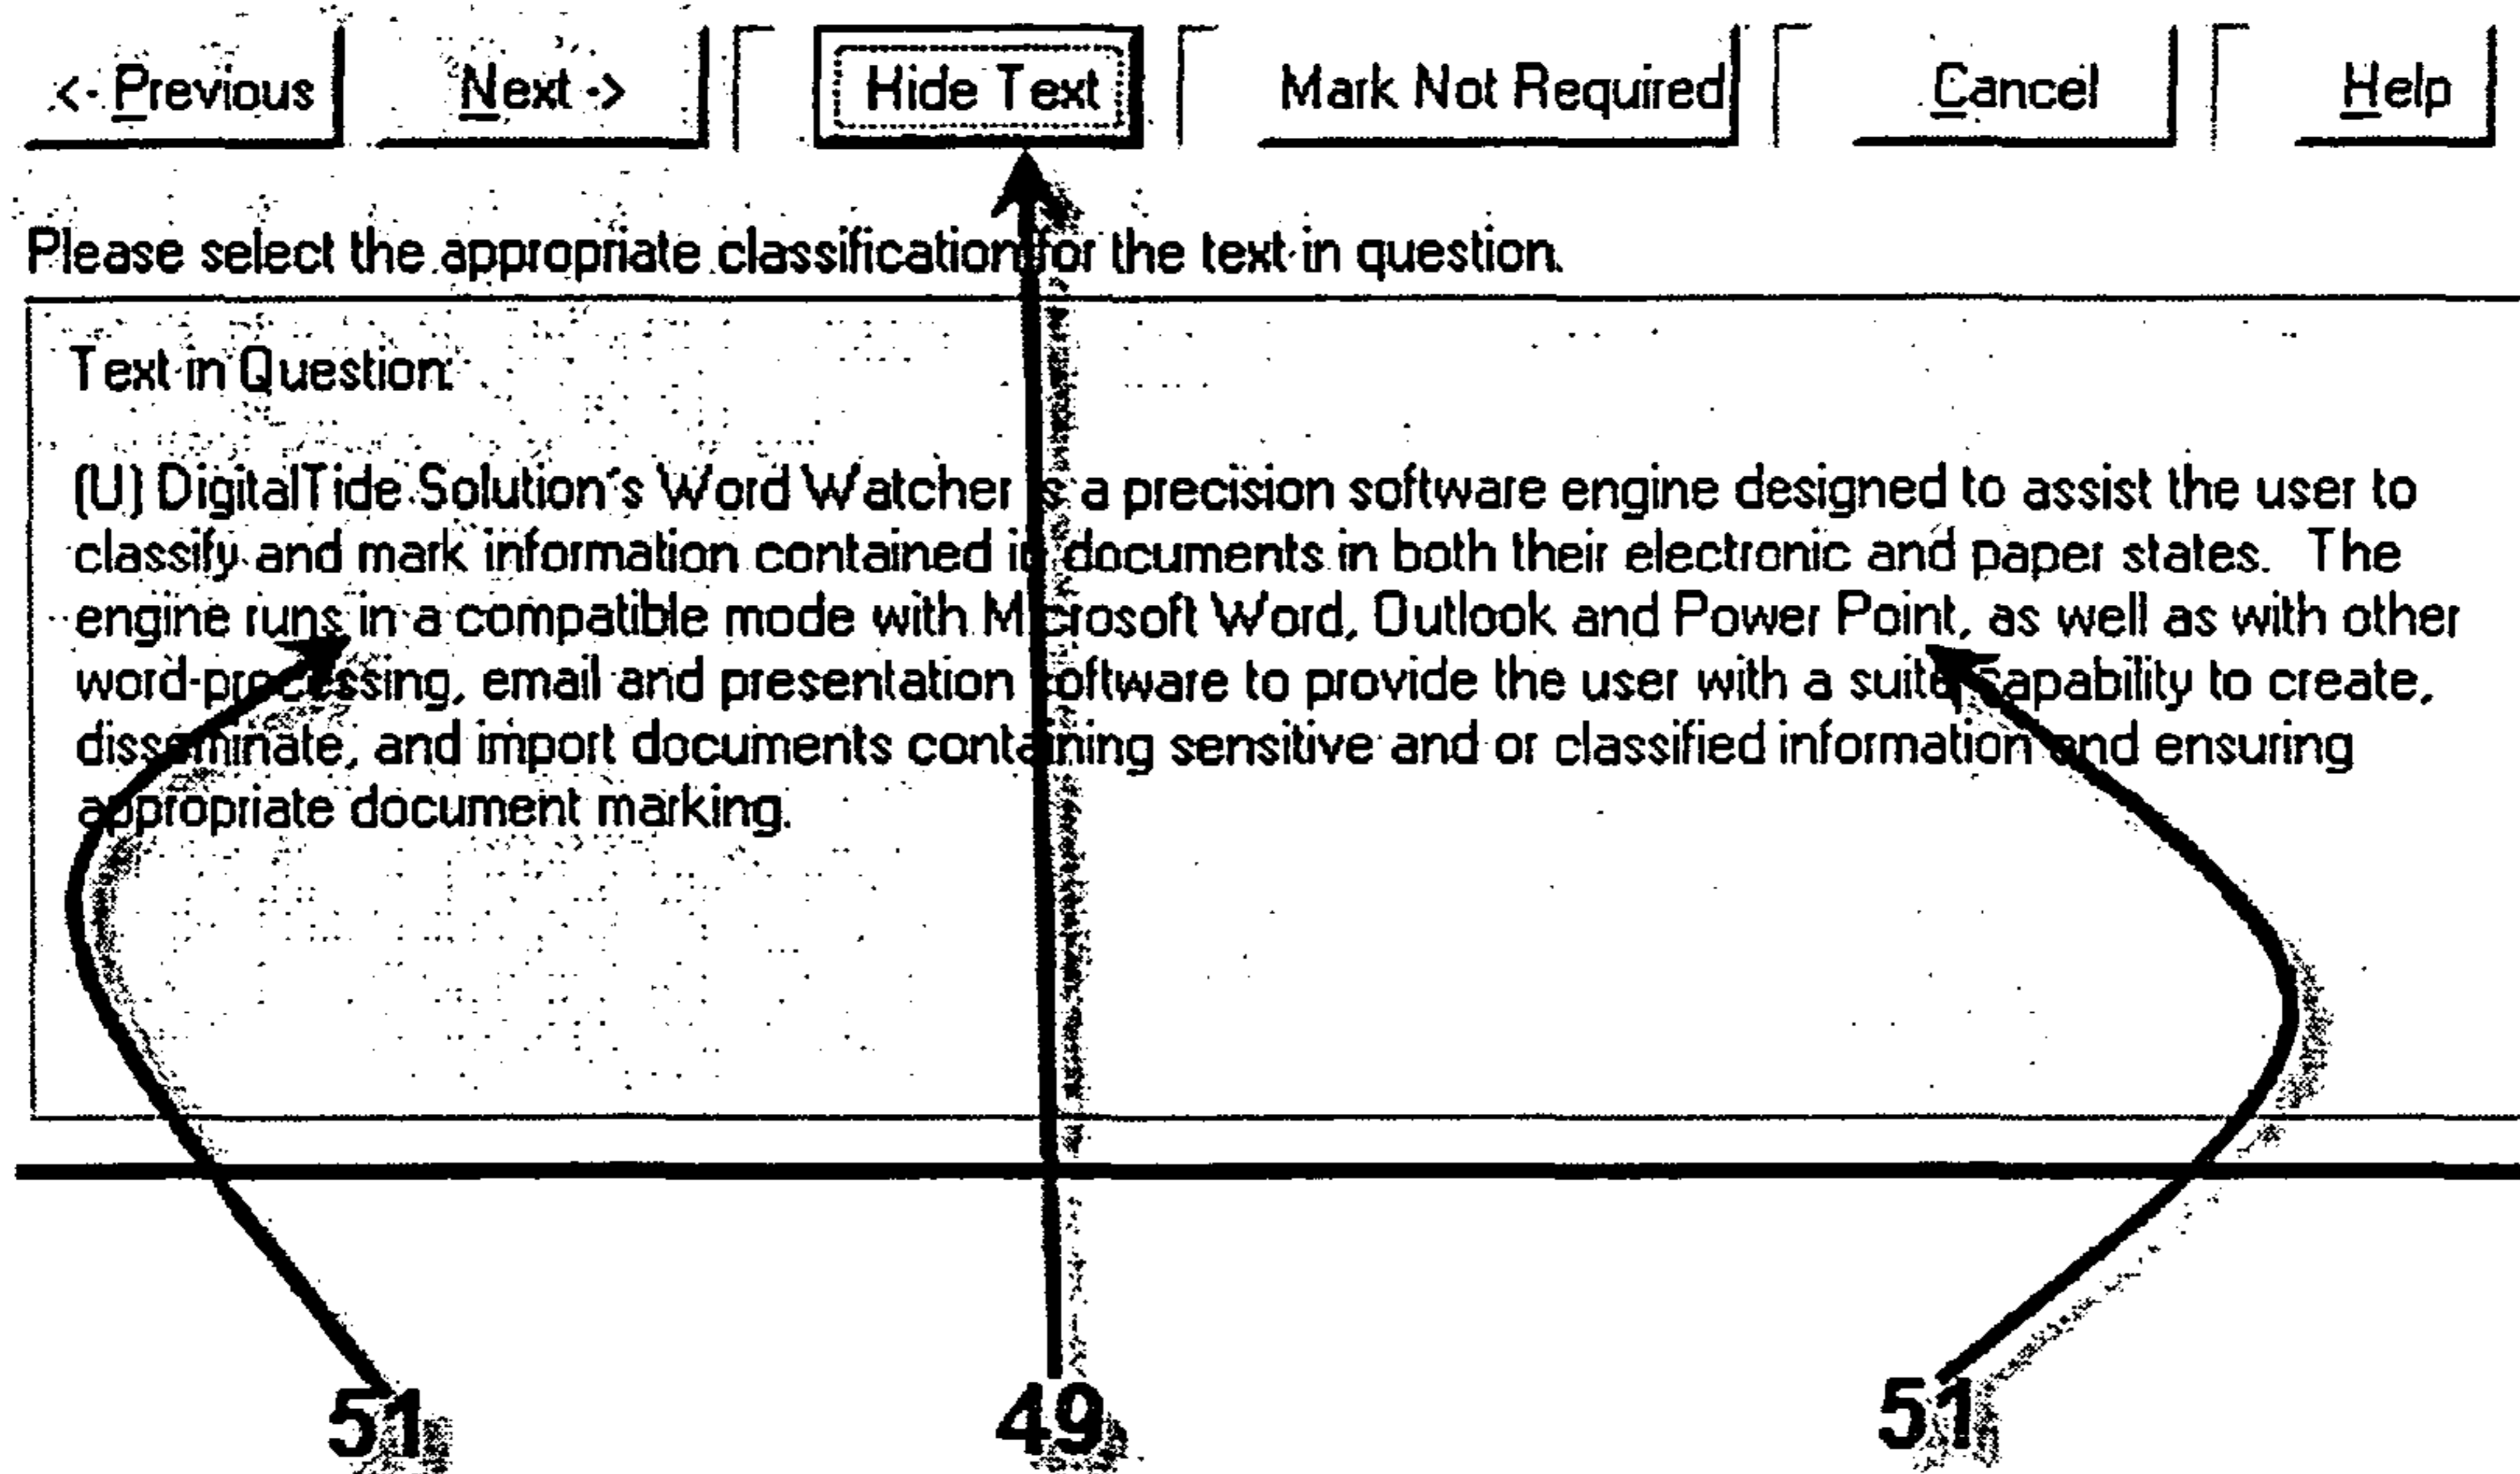 <- Previous Next -> Hide Text Mark Not Required Cancel Help
Please select the appropriate classification for the text in question.
Text in Question:
(U) DigitalTide Solution's Word Watcher is a precision software engine designed to assist the user to
classify and mark information contained in documents in both their electronic and paper states. The
engine runs in a compatible mode with Microsoft Word, Outlook and Power Point, as well as with other
word-processing, email and presentation software to provide the user with a suite capability to create,
disseminate, and import documents containing sensitive and or classified information and ensuring
appropriate document marking.
51 49 51